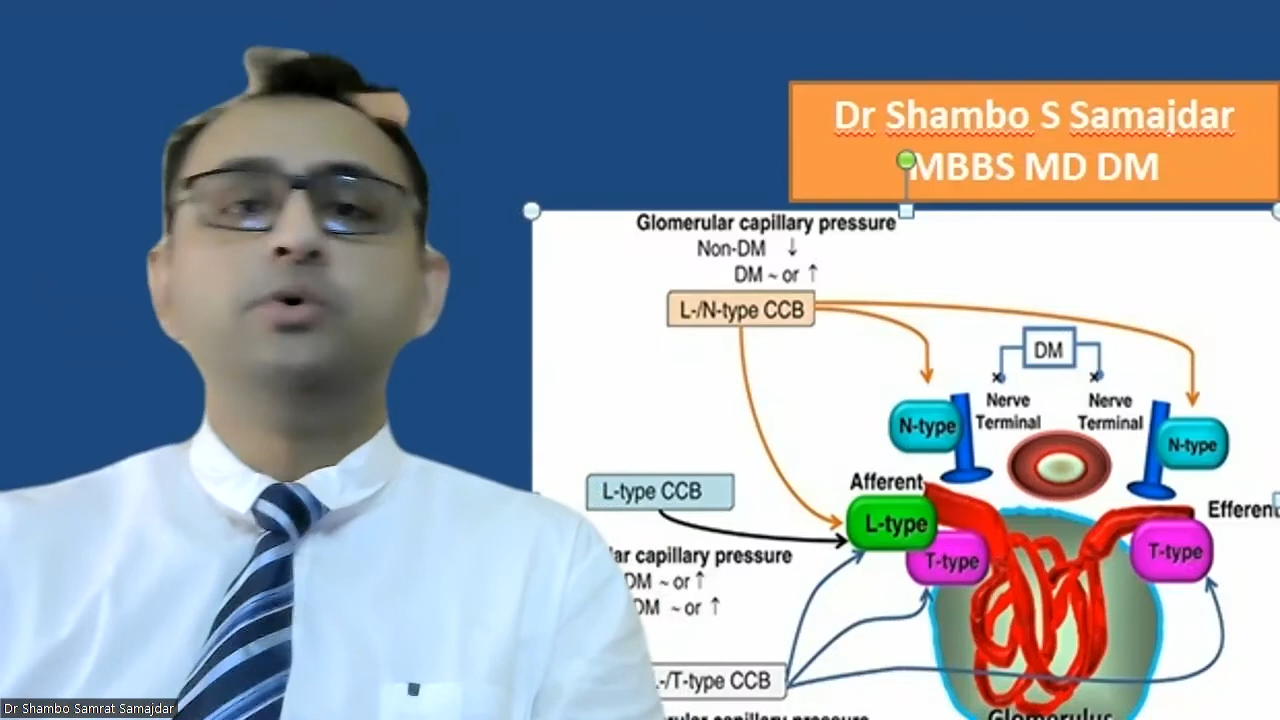 Dr Shambo S Samajdar
MBBS MD DM
Glomerular capillary pressure
Non-DM ↓
DM ~ or ↑
L-/N-type CCB
DM
Nerve
Terminal
Nerve
Terminal
N-type
N-type
L-type CCB
Afferent
Efferent
L-type
T-type
T-type
lar capillary pressure
DM ~ or ↑
DM ~ or ↑
-/T-type CCB
Glomerulus
Dr Shambo Samrat Samajdar